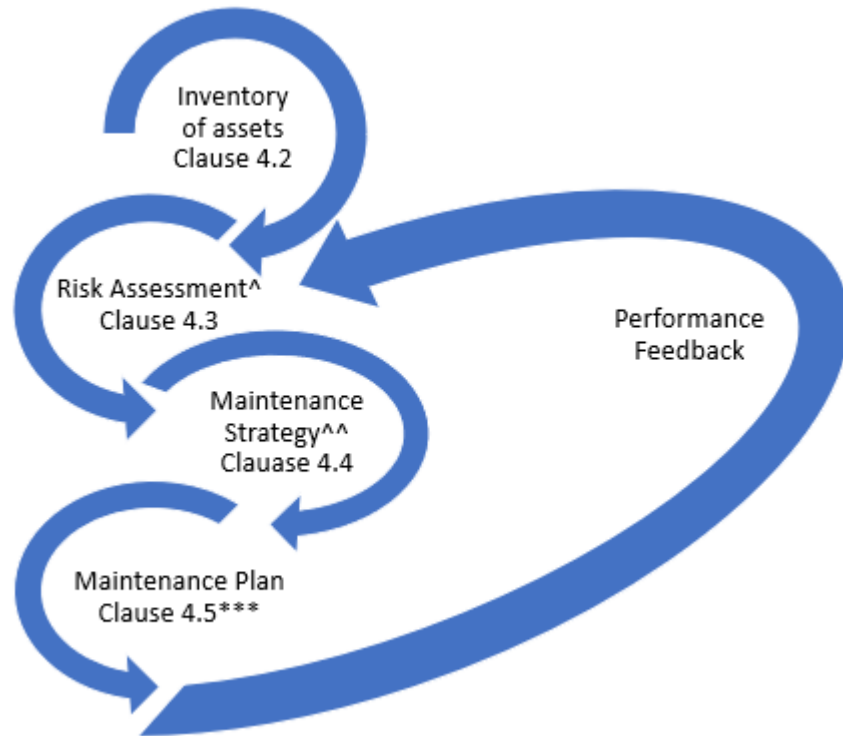 Inventory
of assets
Clause 4.2
Risk Assessment^
Clause 4.3
Performance
Feedback
Maintenance
Strategy^^
Clauase 4.4
Maintenance Plan
Clause 4.5***